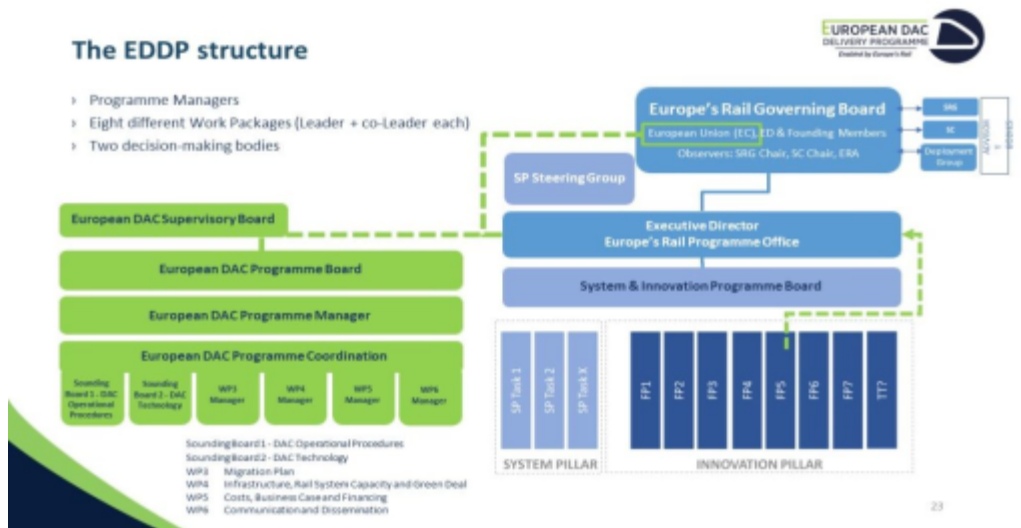 The EDDP structure
EUROPEAN DAC
DELIVERY PROGRAMME
Enabled by Europe's Rail
› Programme Managers
› Eight different Work Packages (Leader + co-Leader each)
› Two decision-making bodies
Europe's Rail Governing Board
European Union (EC), ED & Founding Members
Observers: SRG Chair, SC Chair, ERA
SRG
SC
Deployment
Group
SP Steering Group
European DAC Supervisory Board
Executive Director
Europe's Rail Programme Office
European DAC Programme Board
System & Innovation Programme Board
European DAC Programme Manager
European DAC Programme Coordination
Sounding
Board 1 - DAC
Operational
Procedures
Sounding
Board 2 - DAC
Technology
WP3
Manager
WP4
Manager
WP5
Manager
WP6
Manager
SP Task 1
SP Task 2
SP Task X
FP1
FP2
FP3
FP4
FP5
FP6
FP7
TT?
SYSTEM PILLAR
INNOVATION PILLAR
Sounding Board 1 - DAC Operational Procedures
Sounding Board 2 - DAC Technology
WP3 Migration Plan
WP4 Infrastructure, Rail System Capacity and Green Deal
WP5 Costs, Business Case and Financing
WP6 Communication and Dissemination
23